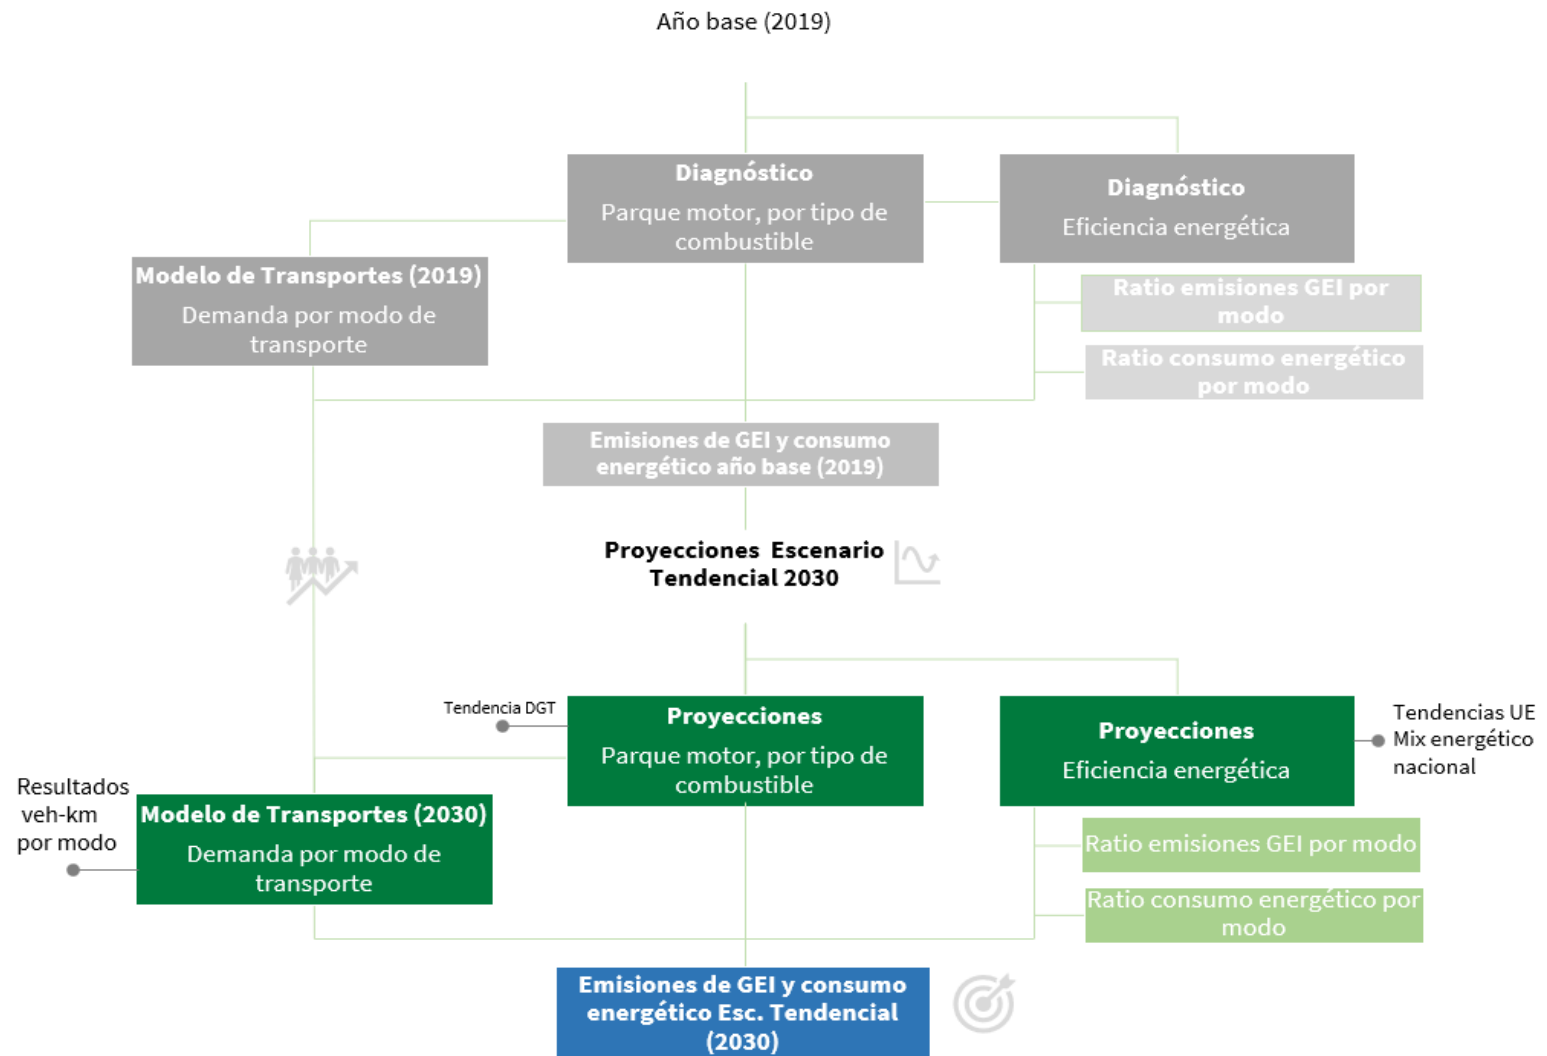 Año base (2019)
Diagnóstico
Parque motor, por tipo de
combustible
Diagnóstico
Eficiencia energética
Modelo de Transportes (2019)
Demanda por modo de
transporte
Ratio emisiones GEI por
modo
Ratio consumo energético
por modo
Emisiones de GEI y consumo
energético año base (2019)
Proyecciones Escenario
Tendencial 2030
Tendencia DGT
Proyecciones
Parque motor, por tipo de
combustible
Proyecciones
Eficiencia energética
Tendencias UE
Mix energético
nacional
Resultados
veh-km
por modo
Modelo de Transportes (2030)
Demanda por modo de
transporte
Ratio emisiones GEI por modo
Ratio consumo energético por
modo
Emisiones de GEI y consumo
energético Esc. Tendencial
(2030)